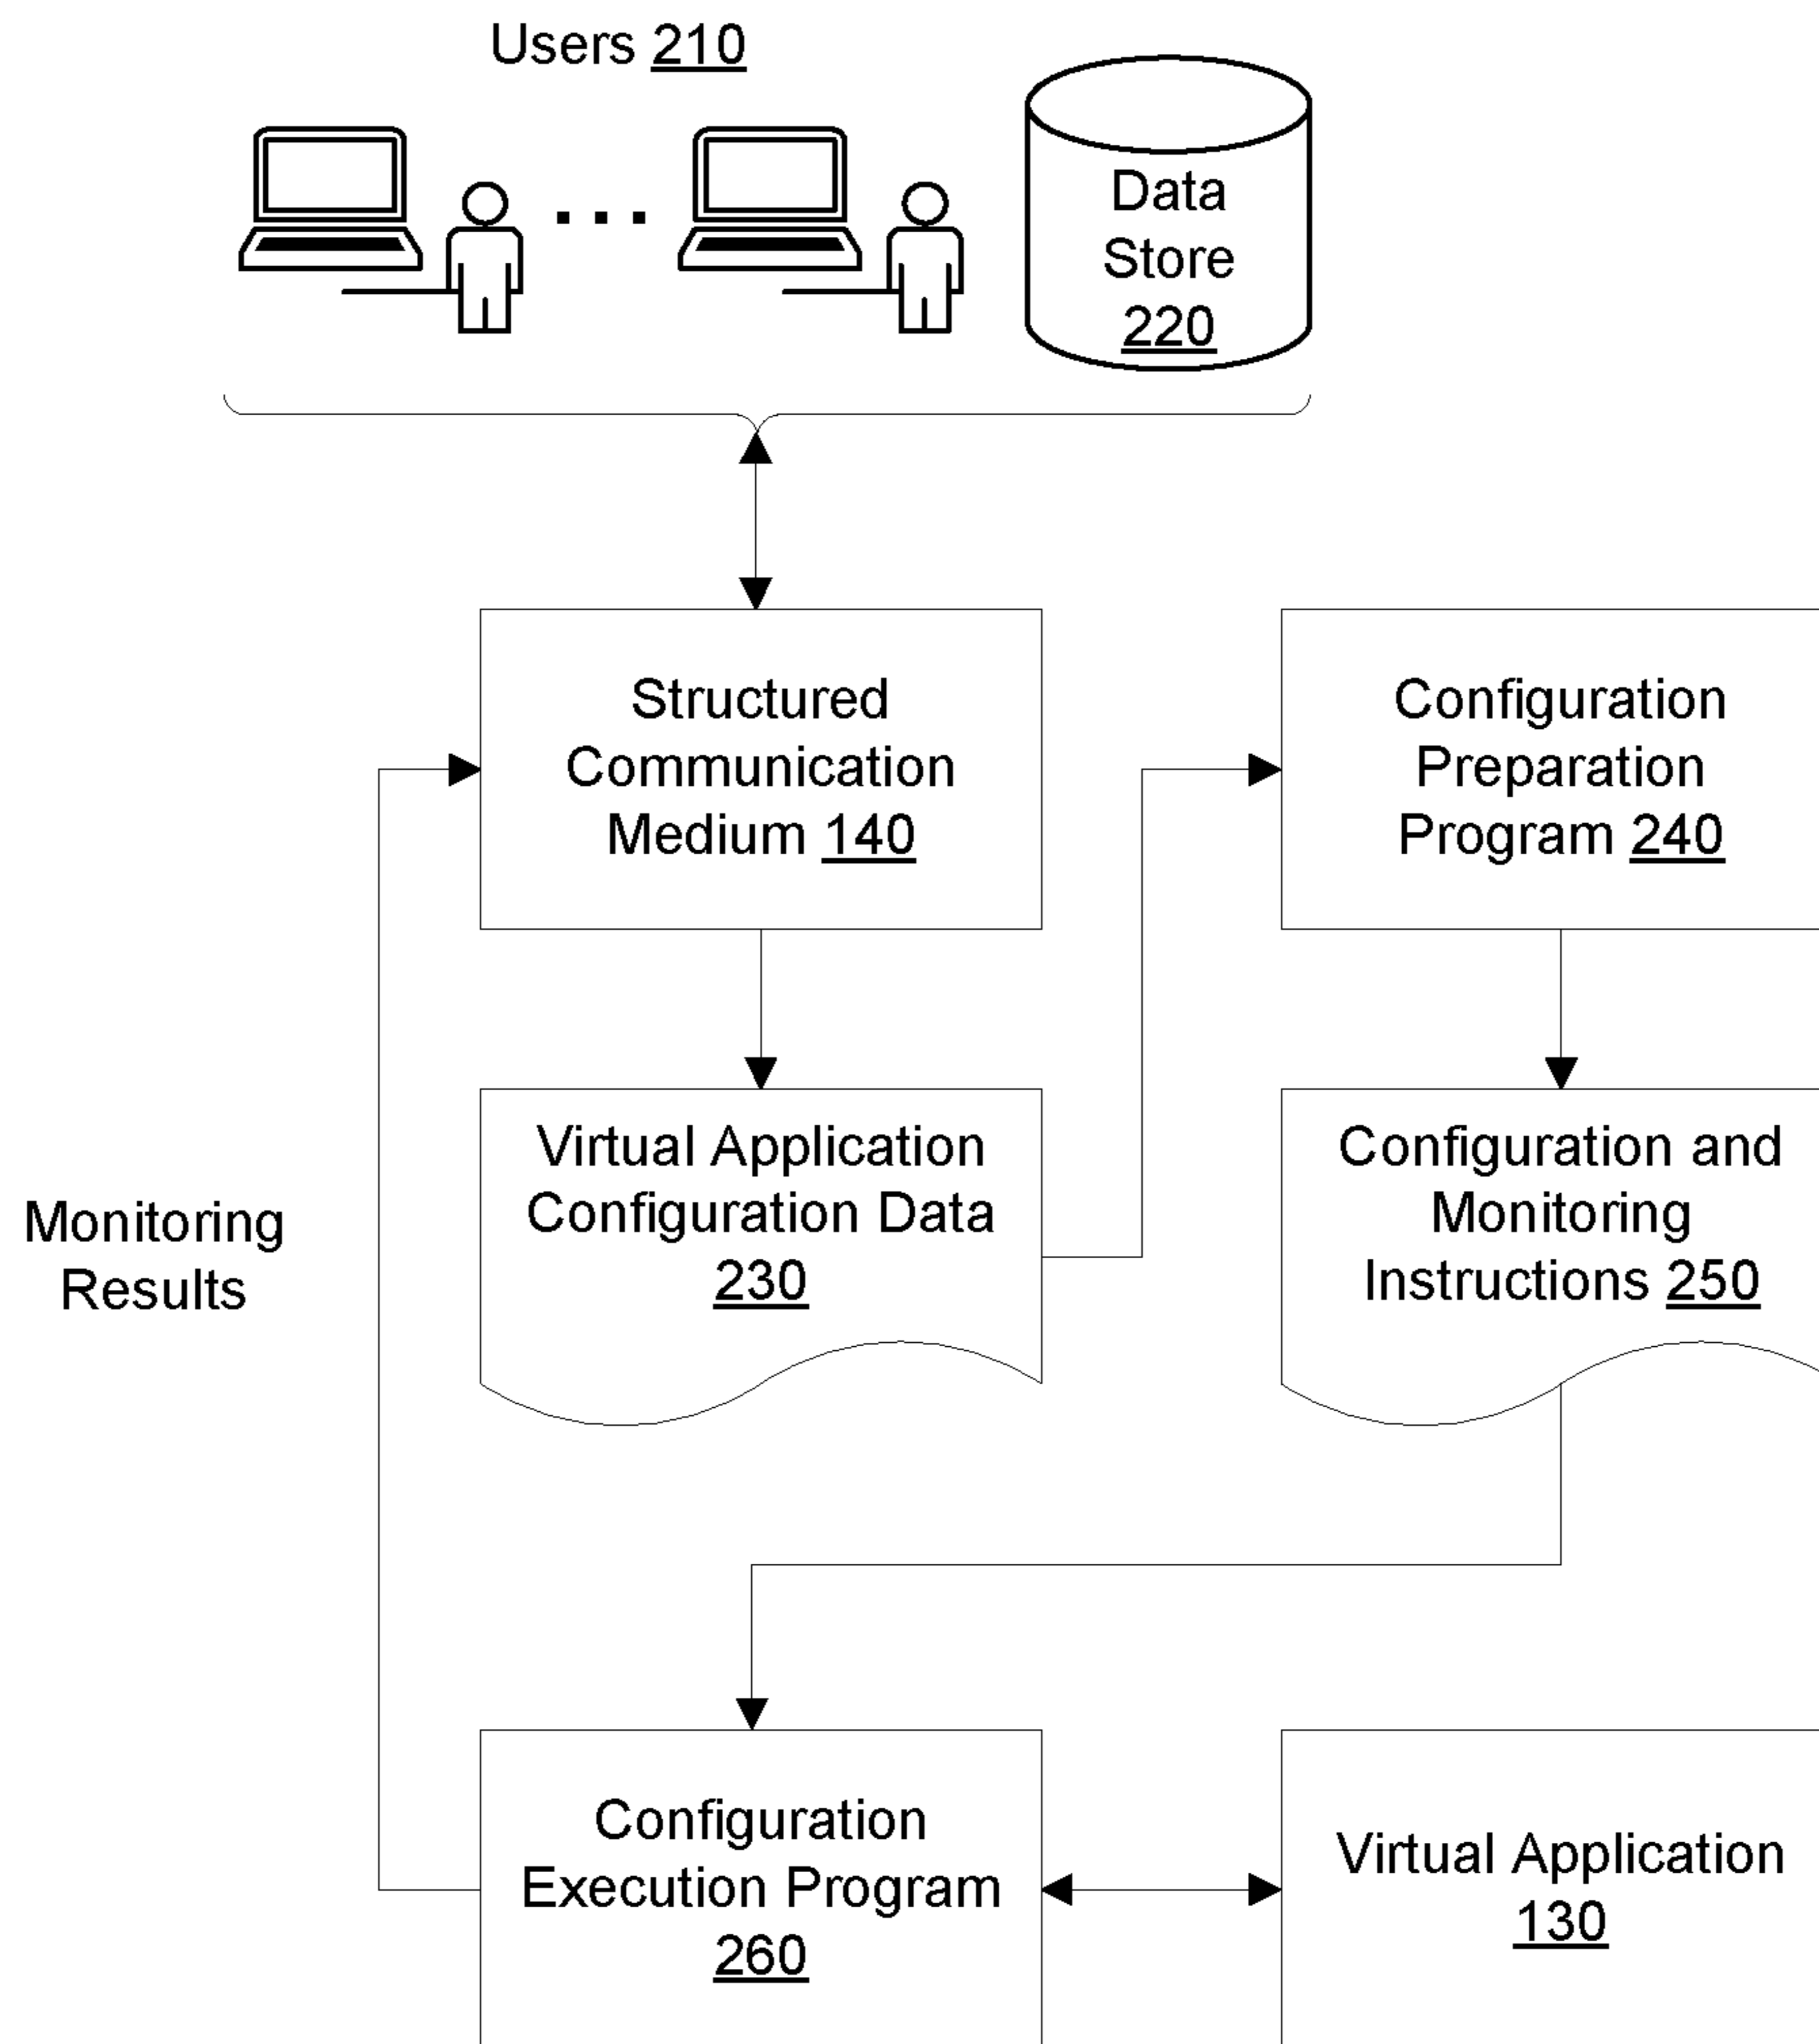 Users 210
Data
Store
220
Structured
Communication
Medium 140
Configuration
Preparation
Program 240
Virtual Application
Configuration Data
230
Configuration and
Monitoring
Instructions 250
Monitoring
Results
Configuration
Execution Program
260
Virtual Application
130